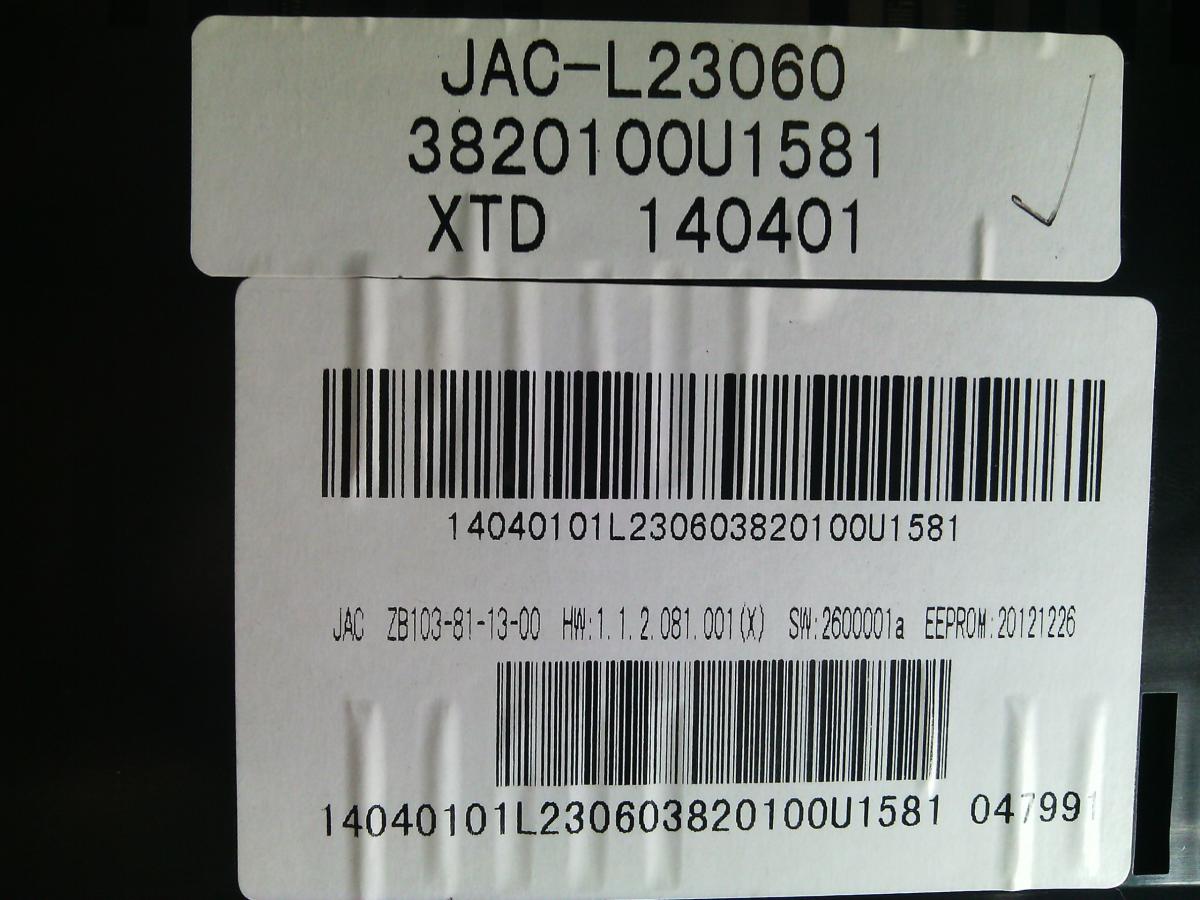 JAC-L23060
3820100U1581
XTD 140401
14040101L230603820100U1581
JAC ZB103-81-13-00 HW:1.1.2.081.001(X) SW:2600001a EEPROM:20121226
14040101L230603820100U1581 047991